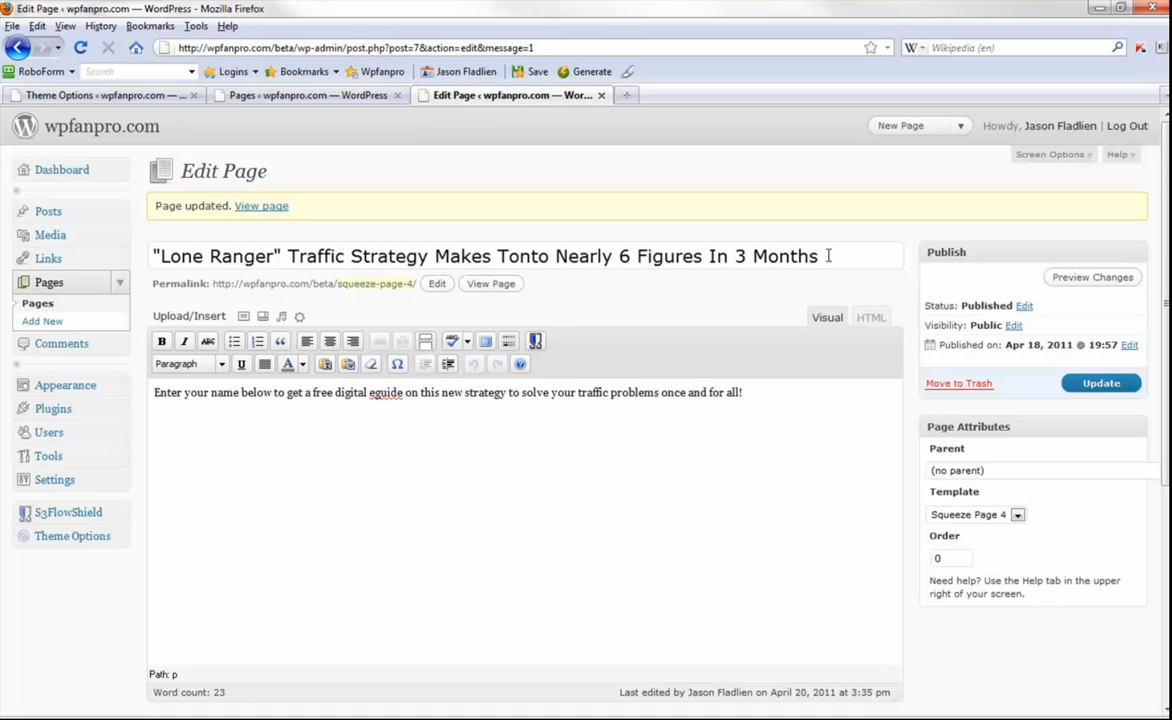 Edit Page ‹ wpfanpro.com — WordPress - Mozilla Firefox
File Edit View History Bookmarks Tools Help
http://wpfanpro.com/beta/wp-admin/post.php?post=7&action=edit&message=1
W Wikipedia (en)
RoboForm Search Logins Bookmarks Wpfanpro Jason Fladlien Save Generate
Theme Options ‹ wpfanpro.com — ... Pages ‹ wpfanpro.com — WordPress Edit Page ‹ wpfanpro.com — Wor...
wpfanpro.com New Page Howdy, Jason Fladlien | Log Out
Screen Options Help
Dashboard
Edit Page
Page updated. View page
Posts
Media
Links
Pages
Pages
Add New
Comments
Appearance
Plugins
Users
Tools
Settings
S3FlowShield
Theme Options
"Lone Ranger" Traffic Strategy Makes Tonto Nearly 6 Figures In 3 Months
Permalink: http://wpfanpro.com/beta/squeeze-page-4/ Edit View Page
Upload/Insert Visual HTML
B I ABC
Paragraph U A Ω
Enter your name below to get a free digital eguide on this new strategy to solve your traffic problems once and for all!
Path: p
Word count: 23 Last edited by Jason Fladlien on April 20, 2011 at 3:35 pm
Publish
Preview Changes
Status: Published Edit
Visibility: Public Edit
Published on: Apr 18, 2011 @ 19:57 Edit
Move to Trash Update
Page Attributes
Parent
(no parent)
Template
Squeeze Page 4
Order
0
Need help? Use the Help tab in the upper
right of your screen.